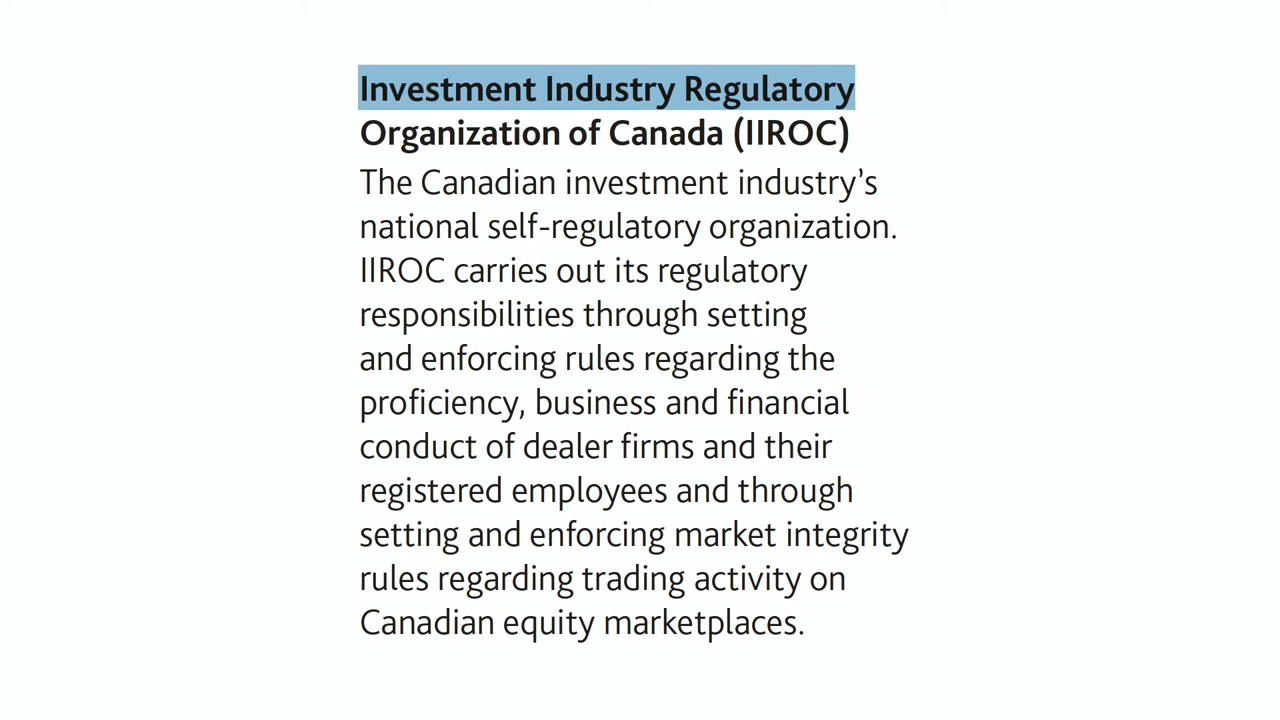 Investment Industry Regulatory
Organization of Canada (IIROC)
The Canadian investment industry’s
national self-regulatory organization.
IIROC carries out its regulatory
responsibilities through setting
and enforcing rules regarding the
proficiency, business and financial
conduct of dealer firms and their
registered employees and through
setting and enforcing market integrity
rules regarding trading activity on
Canadian equity marketplaces.